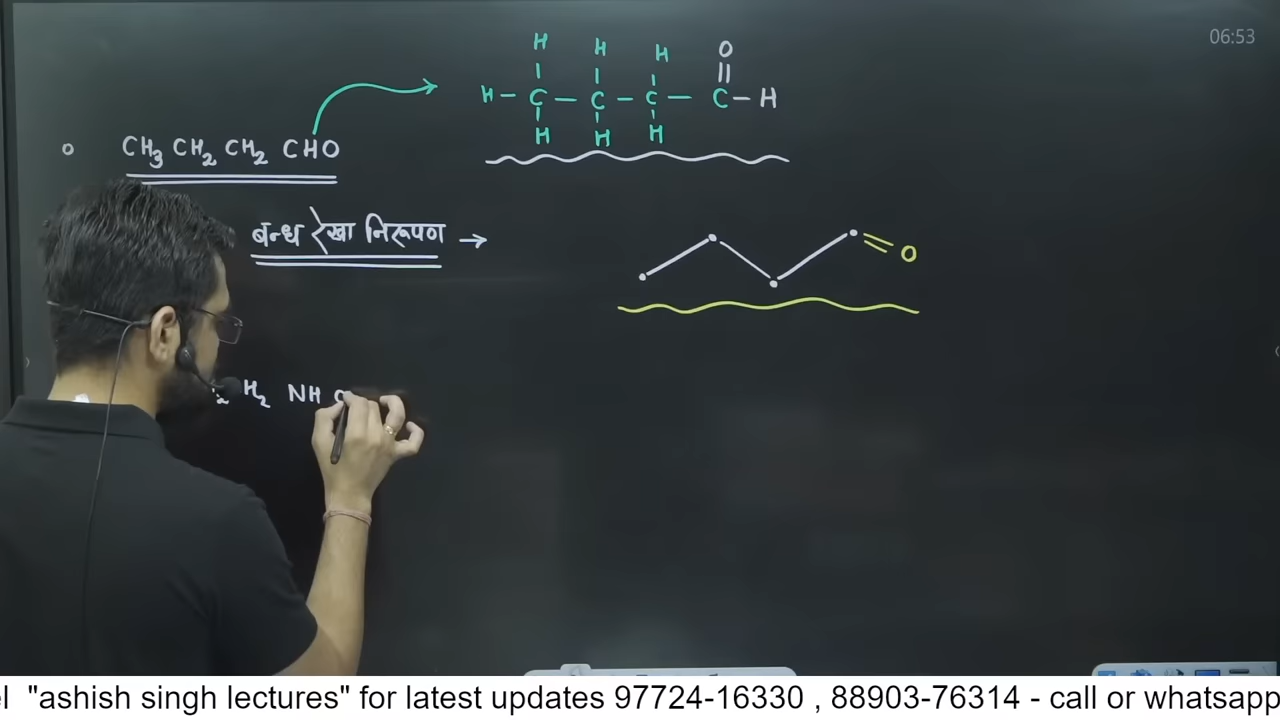 06:53
H H H O
H - C - C - C - C - H
H H H
CH₃ CH₂ CH₂ CHO
बन्ध रेखा निरूपण →
O
H₂ NH
"ashish singh lectures" for latest updates 97724-16330 , 88903-76314 - call or whatsapp